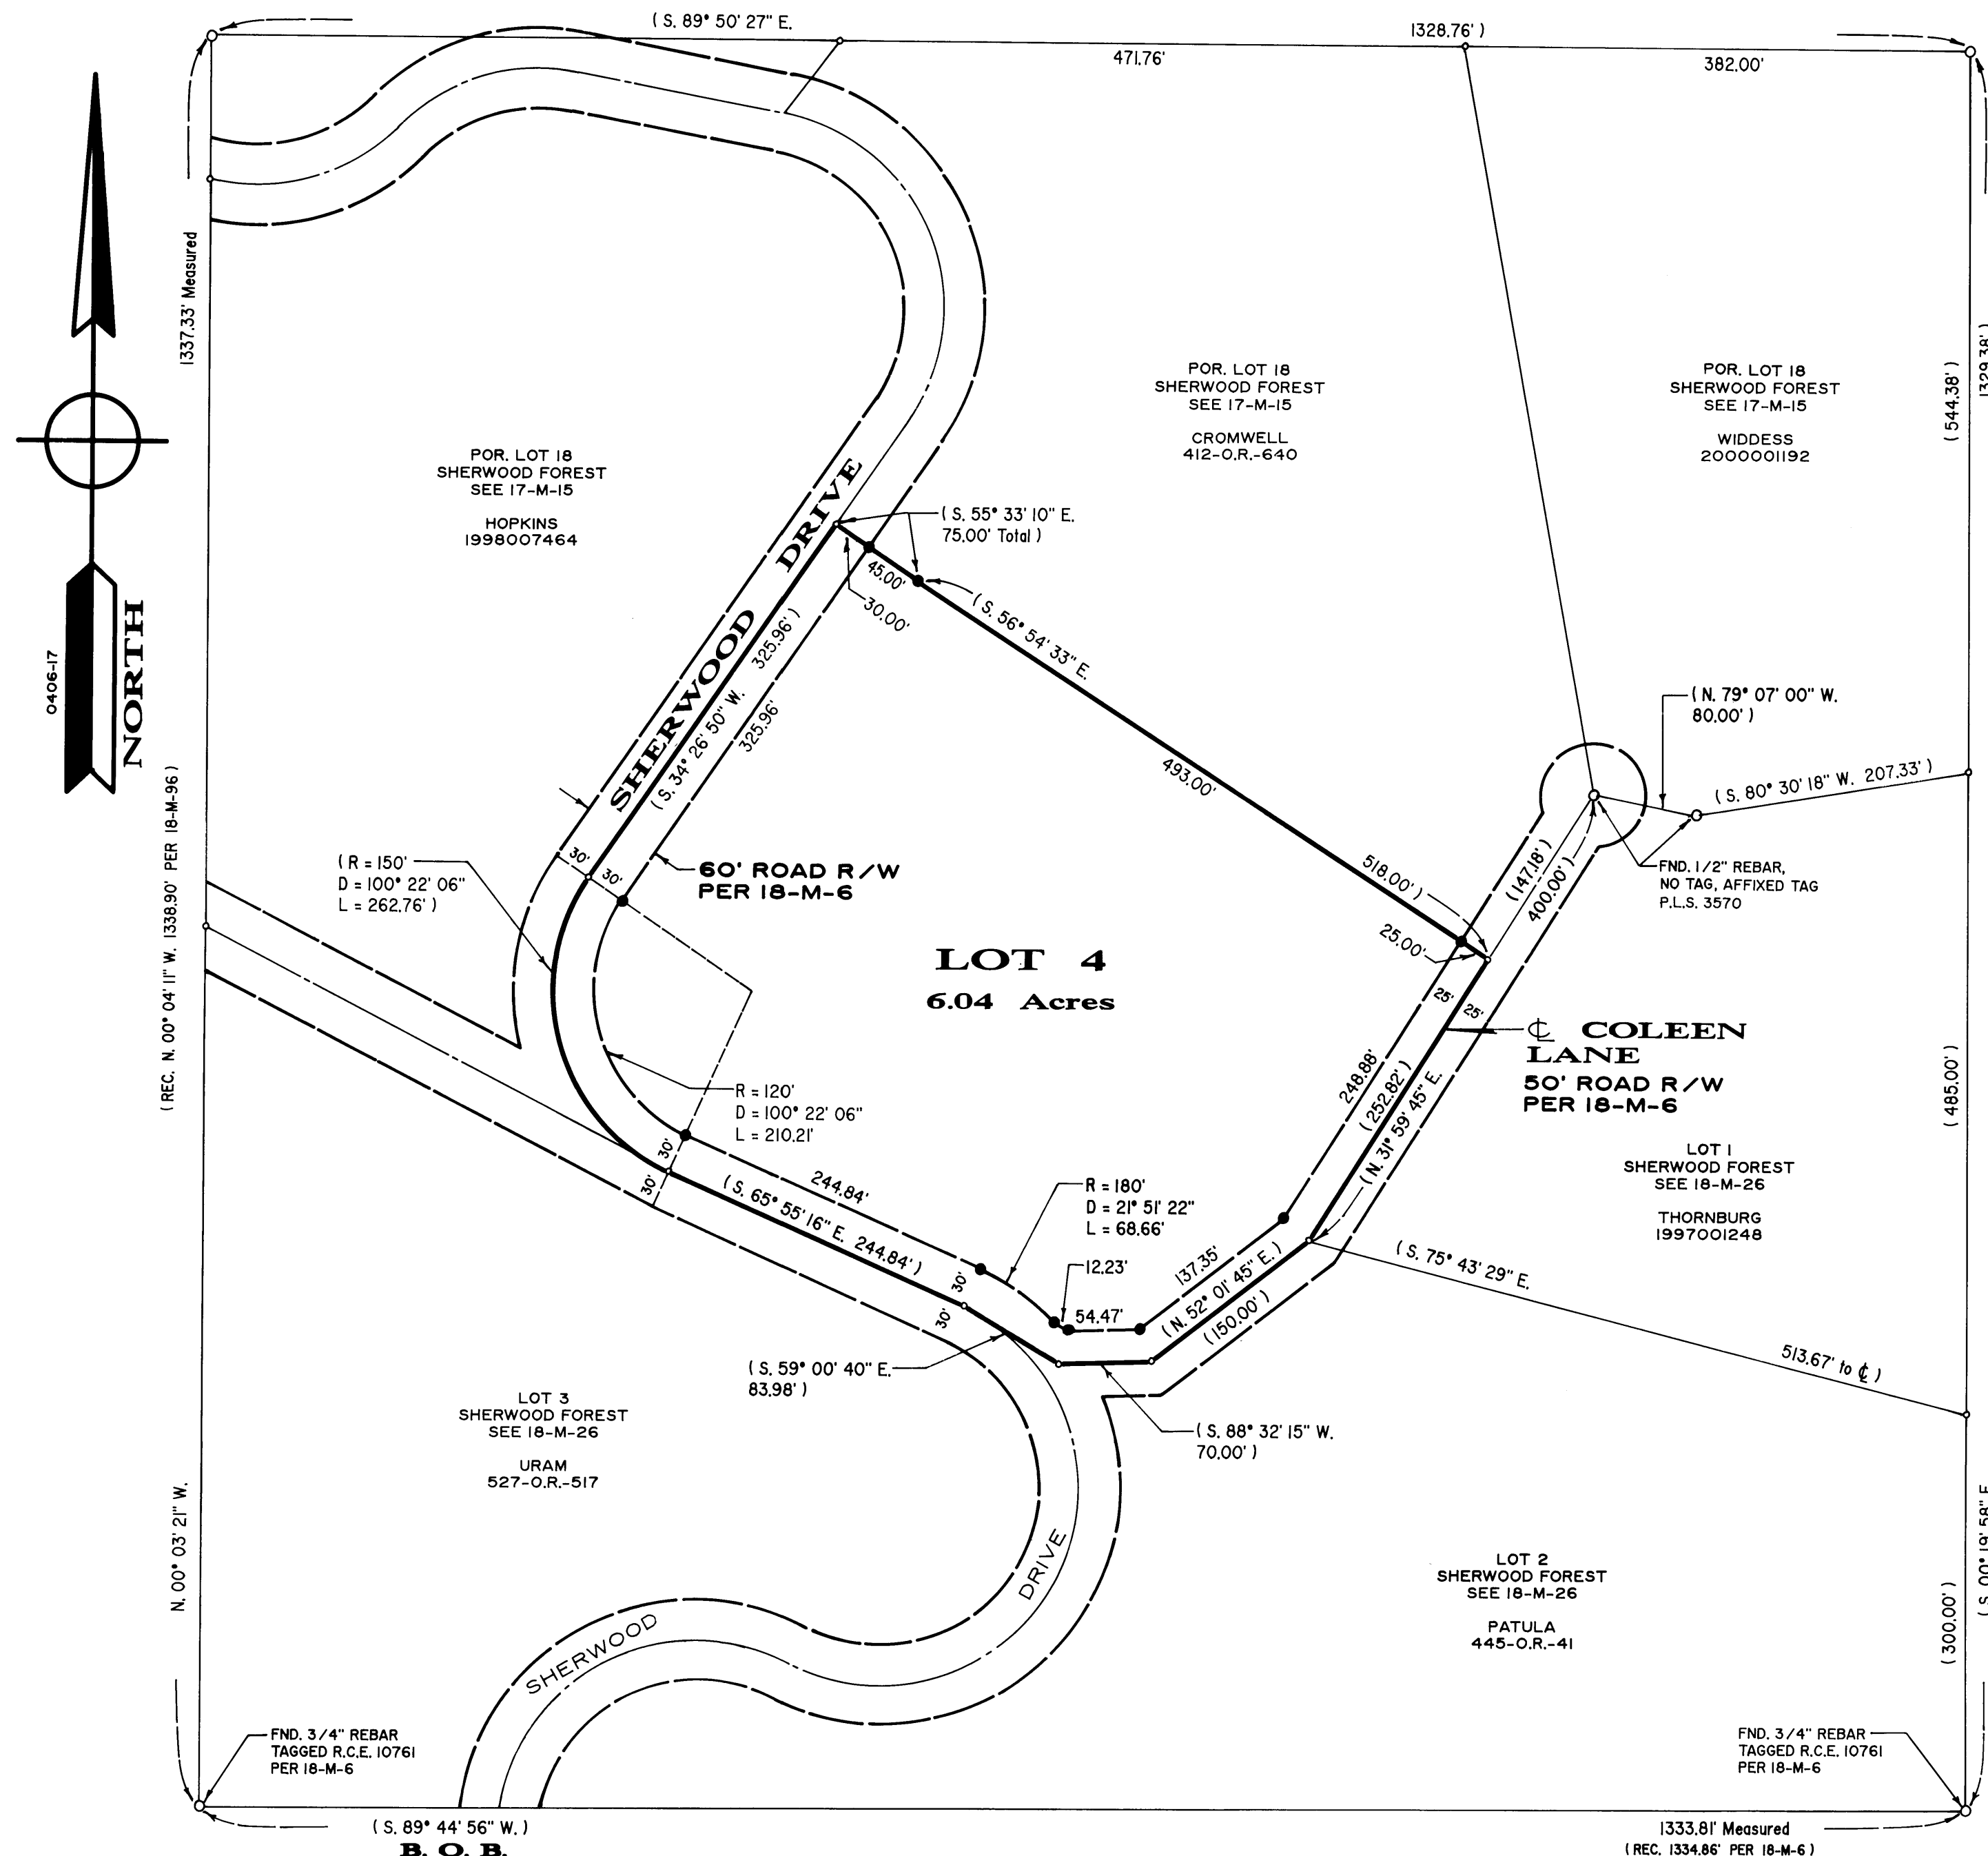 ( S. 89° 50' 27" E.
1328.76' )
471.76'
382.00'
1337.33' Measured
( 544.38' )
1329.38' )
POR. LOT 18
SHERWOOD FOREST
SEE 17-M-15
CROMWELL
412-O.R.-640
POR. LOT 18
SHERWOOD FOREST
SEE 17-M-15
WIDDESS
2000001192
POR. LOT 18
SHERWOOD FOREST
SEE 17-M-15
HOPKINS
1998007464
SHERWOOD DRIVE
( S. 55° 33' 10" E.
75.00' Total )
45.00'
30.00'
( S. 56° 54' 33" E.
493.00'
518.00' )
25.00'
( S. 34° 26' 50" W. 325.96' )
325.96'
0406-17
NORTH
( N. 79° 07' 00" W.
80.00' )
( S. 80° 30' 18" W. 207.33' )
FND. 1/2" REBAR,
NO TAG, AFFIXED TAG
P.L.S. 3570
( 147.18' )
400.00' )
30'
30'
60' ROAD R/W
PER 18-M-6
( R = 150'
D = 100° 22' 06"
L = 262.76' )
( REC. N. 00° 04' 11" W. 1338.90' PER 18-M-96 )
LOT 4
6.04 Acres
25'
25'
℄ COLEEN
LANE
50' ROAD R/W
PER 18-M-6
248.88'
( 252.82' )
( N. 31° 59' 45" E.
( 485.00' )
R = 120'
D = 100° 22' 06"
L = 210.21'
30'
30'
244.84'
( S. 65° 55' 16" E. 244.84' )
R = 180'
D = 21° 51' 22"
L = 68.66'
12.23'
54.47'
137.35'
( N. 52° 01' 45" E. )
( 150.00' )
30'
30'
LOT 1
SHERWOOD FOREST
SEE 18-M-26
THORNBURG
1997001248
( S. 75° 43' 29" E.
513.67' to ℄ )
( S. 59° 00' 40" E.
83.98' )
( S. 88° 32' 15" W.
70.00' )
LOT 3
SHERWOOD FOREST
SEE 18-M-26
URAM
527-O.R.-517
N. 00° 03' 21" W.
SHERWOOD
DRIVE
LOT 2
SHERWOOD FOREST
SEE 18-M-26
PATULA
445-O.R.-41
( 300.00' )
( S. 00° 19' 58" E.
FND. 3/4" REBAR
TAGGED R.C.E. 10761
PER 18-M-6
FND. 3/4" REBAR
TAGGED R.C.E. 10761
PER 18-M-6
( S. 89° 44' 56" W. )
B. O. B.
1333.81' Measured
( REC. 1334.86' PER 18-M-6 )